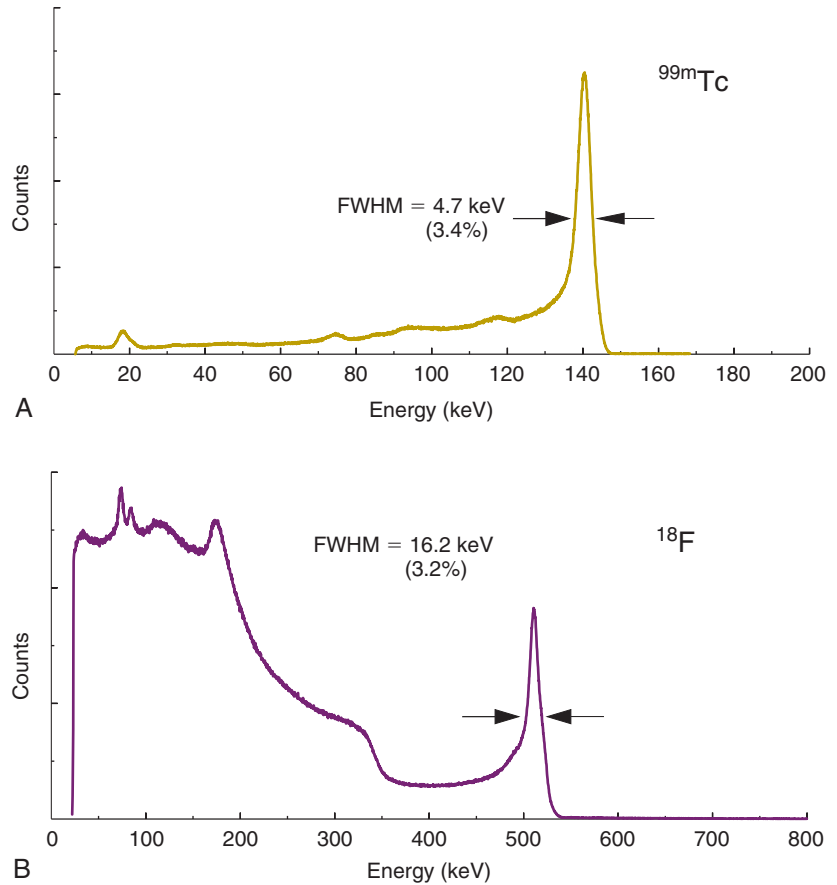 Counts
⁹⁹ᵐTc
FWHM = 4.7 keV
(3.4%)
0 20 40 60 80 100 120 140 160 180 200
Energy (keV)
A
Counts
¹⁸F
FWHM = 16.2 keV
(3.2%)
0 100 200 300 400 500 600 700 800
Energy (keV)
B